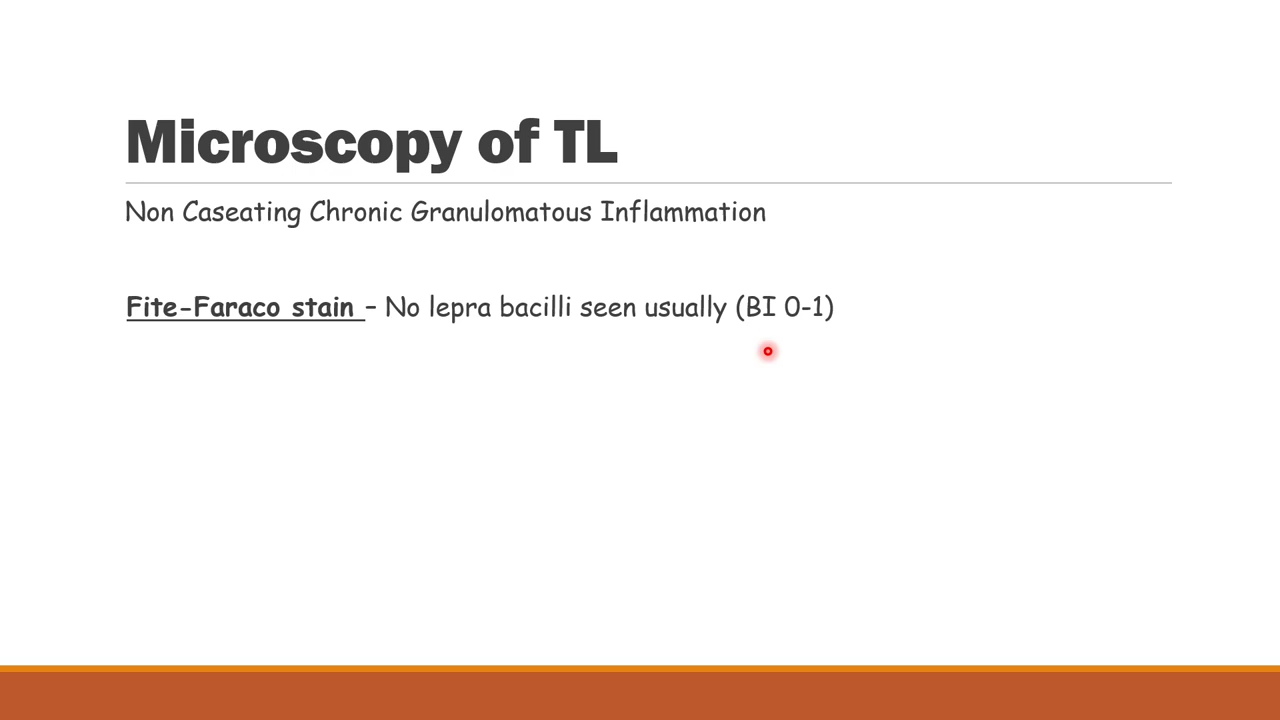 Microscopy of TL
Non Caseating Chronic Granulomatous Inflammation
Fite-Faraco stain – No lepra bacilli seen usually (BI 0-1)